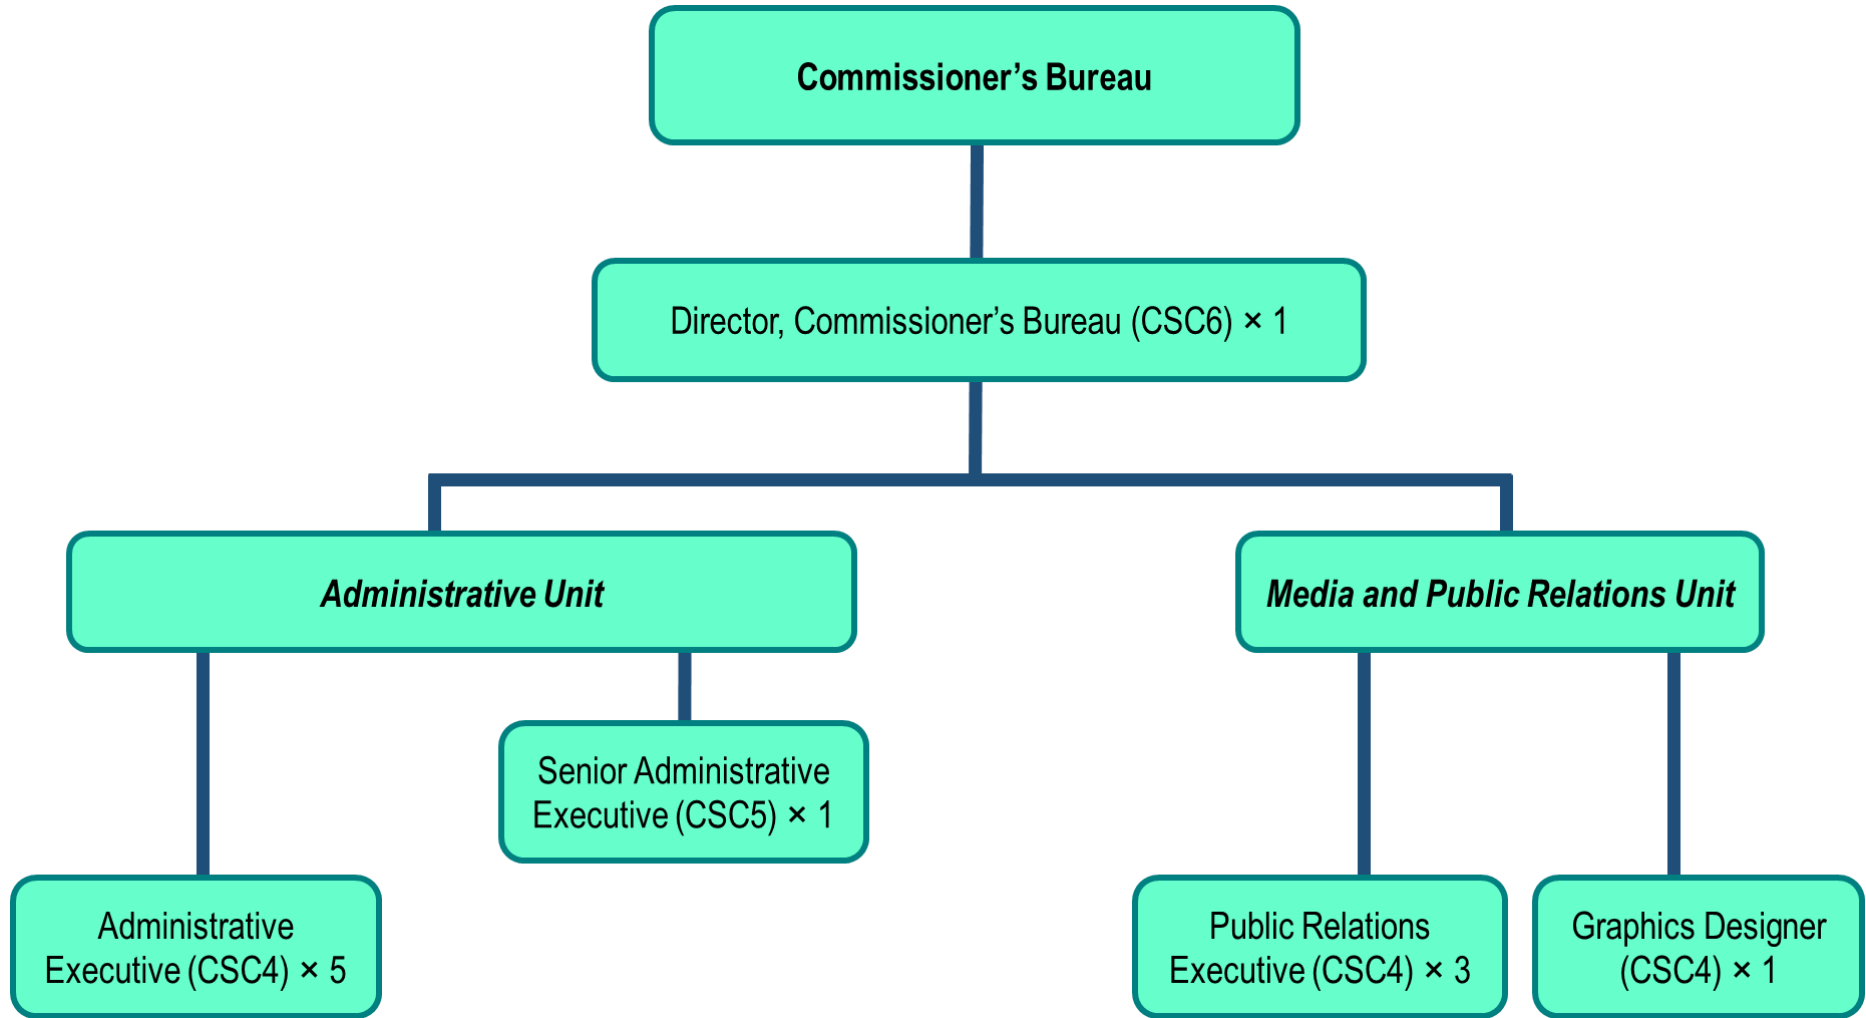 Commissioner’s Bureau
Director, Commissioner’s Bureau (CSC6) × 1
Administrative Unit
Media and Public Relations Unit
Senior Administrative
Executive (CSC5) × 1
Administrative
Executive (CSC4) × 5
Public Relations
Executive (CSC4) × 3
Graphics Designer
(CSC4) × 1